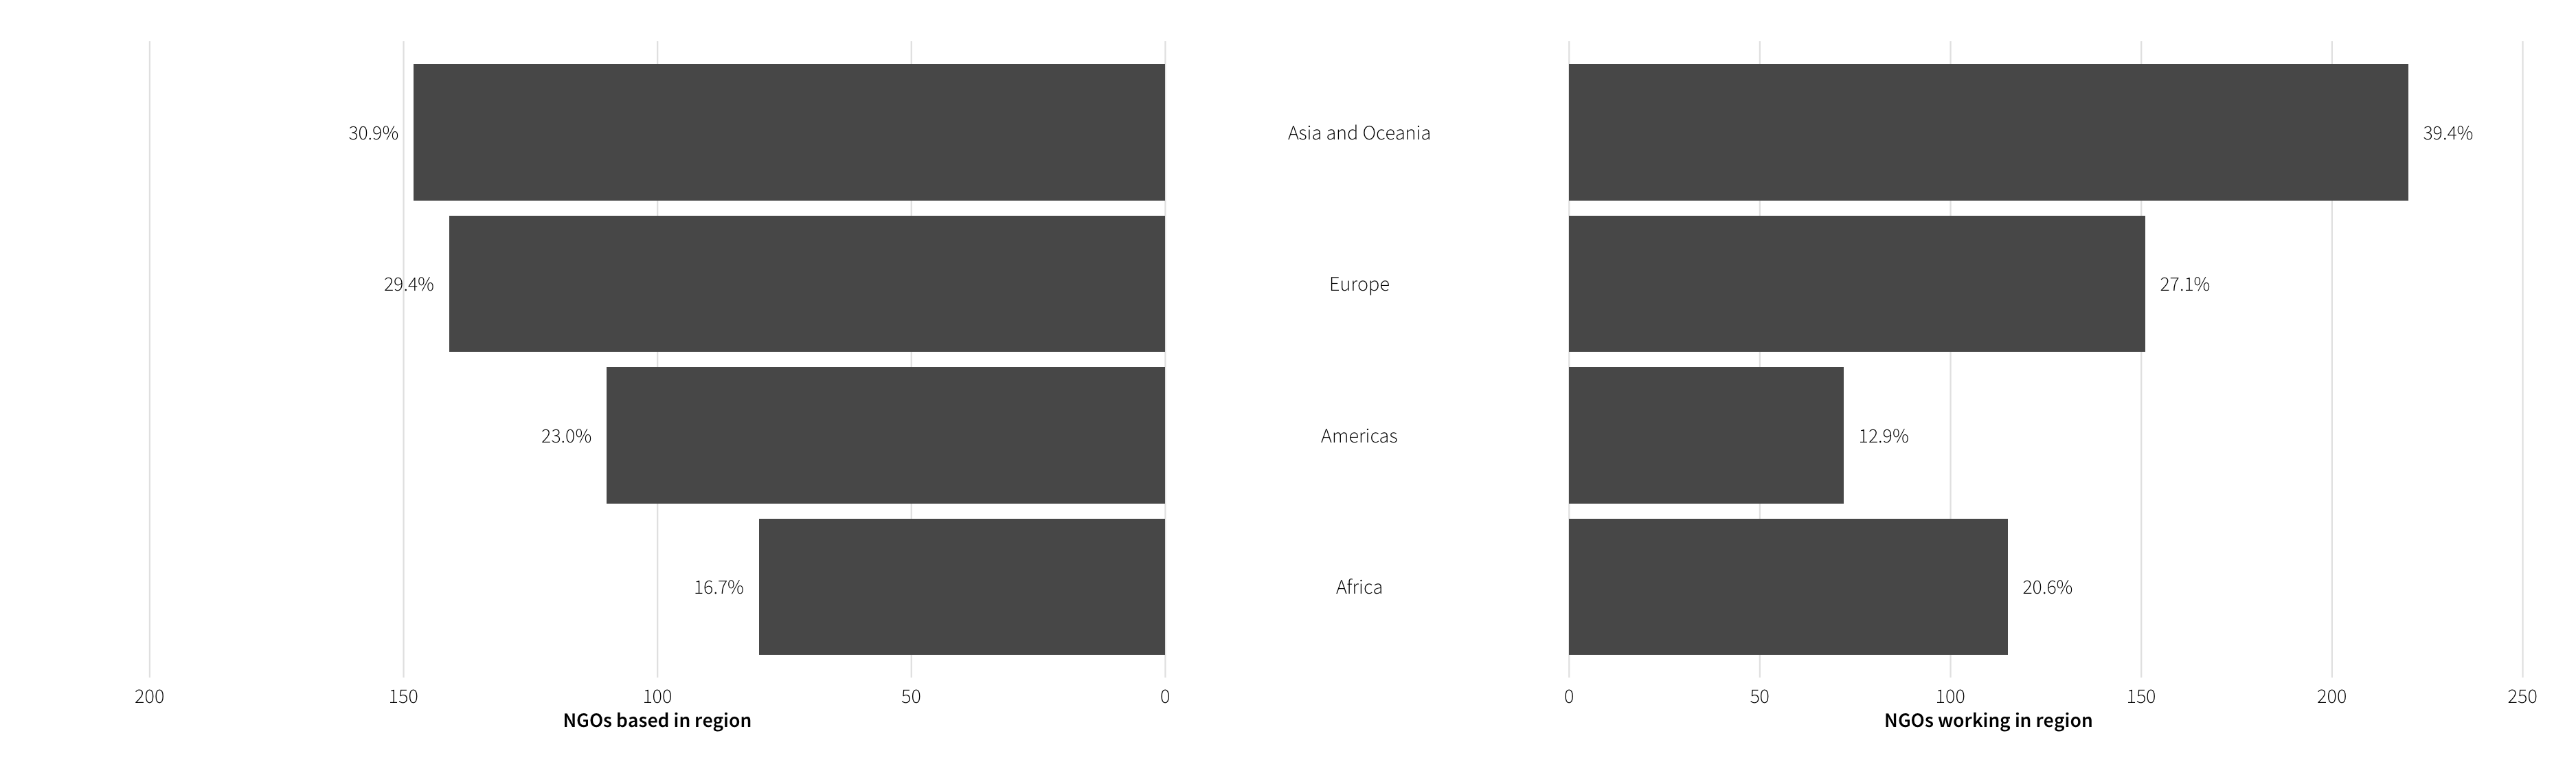 30.9% Asia and Oceania 39.4%
29.4% Europe 27.1%
23.0% Americas 12.9%
16.7% Africa 20.6%
200 150 100 50 0 0 50 100 150 200 250
NGOs based in region NGOs working in region